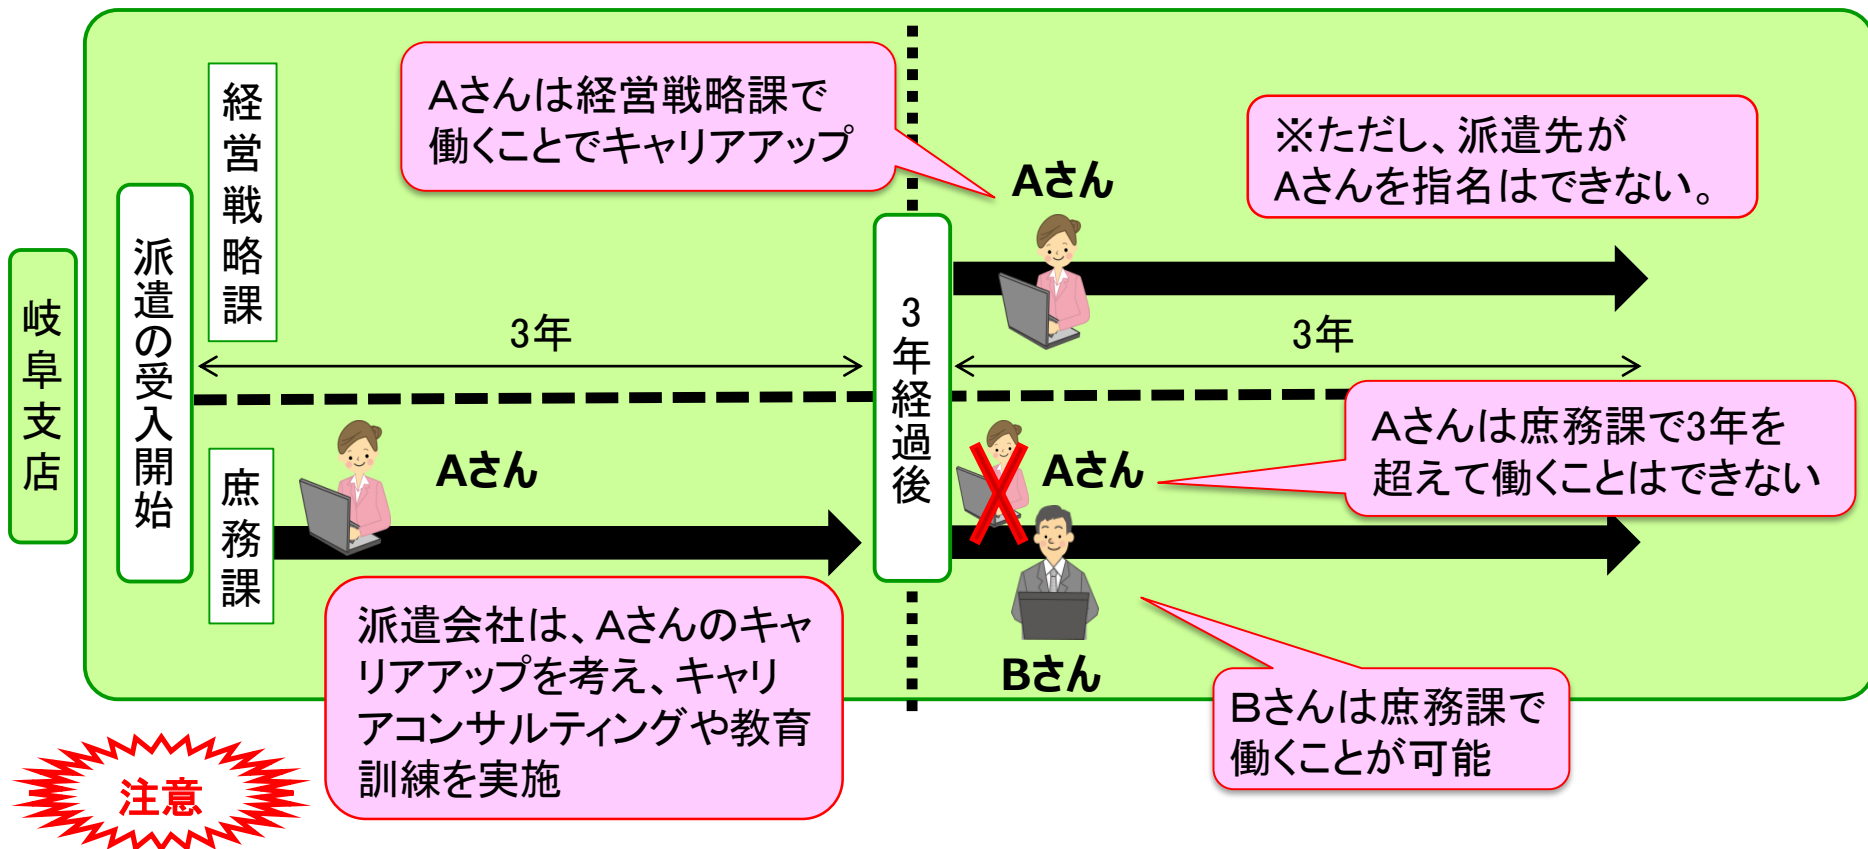 岐阜支店
派遣の受入開始
経営戦略課
Aさんは経営戦略課で
働くことでキャリアアップ
Aさん
※ただし、派遣先が
Aさんを指名はできない。
3年
3年経過後
3年
庶務課
Aさん
Aさん
Aさんは庶務課で3年を
超えて働くことはできない
派遣会社は、Aさんのキャ
リアアップを考え、キャリ
アコンサルティングや教育
訓練を実施
Bさん
Bさんは庶務課で
働くことが可能
注意